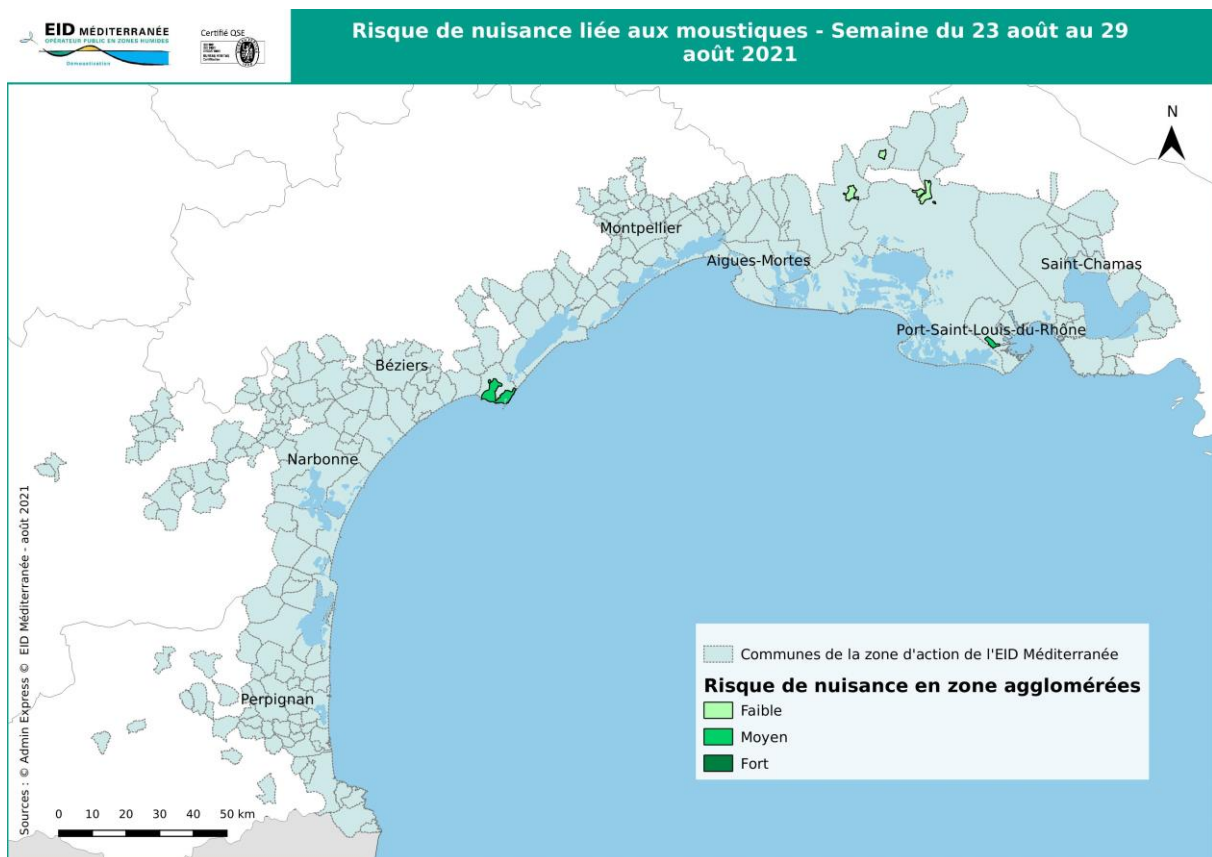 EID MÉDITERRANÉE
OPÉRATEUR PUBLIC EN ZONES HUMIDES
Démoustication
Certifié QSE
Risque de nuisance liée aux moustiques - Semaine du 23 août au 29
août 2021
N
Montpellier
Aigues-Mortes
Saint-Chamas
Port-Saint-Louis-du-Rhône
Béziers
Narbonne
Perpignan
Communes de la zone d'action de l'EID Méditerranée
Risque de nuisance en zone agglomérées
Faible
Moyen
Fort
0 10 20 30 40 50 km
Sources : © Admin Express © EID Méditerranée - août 2021